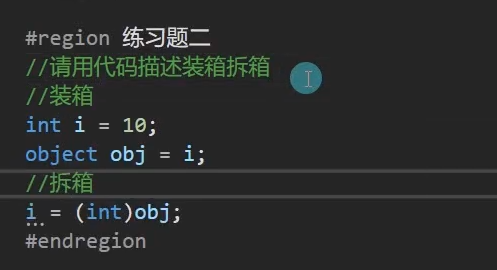 #region 练习题二
//请用代码描述装箱拆箱
//装箱
int i = 10;
object obj = i;
//拆箱
i = (int)obj;
#endregion